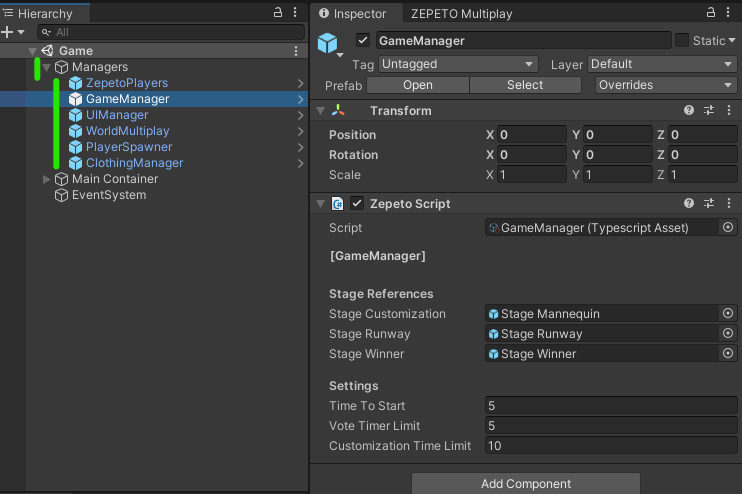 Hierarchy
All
Game
Managers
ZepetoPlayers
GameManager
UIManager
WorldMultiplay
PlayerSpawner
ClothingManager
Main Container
EventSystem
Inspector ZEPETO Multiplay
GameManager Static
Tag Untagged Layer Default
Prefab Open Select Overrides
Transform
Position X 0 Y 0 Z 0
Rotation X 0 Y 0 Z 0
Scale X 1 Y 1 Z 1
Zepeto Script
Script GameManager (Typescript Asset)
[GameManager]
Stage References
Stage Customization Stage Mannequin
Stage Runway Stage Runway
Stage Winner Stage Winner
Settings
Time To Start 5
Vote Timer Limit 5
Customization Time Limit 10
Add Component